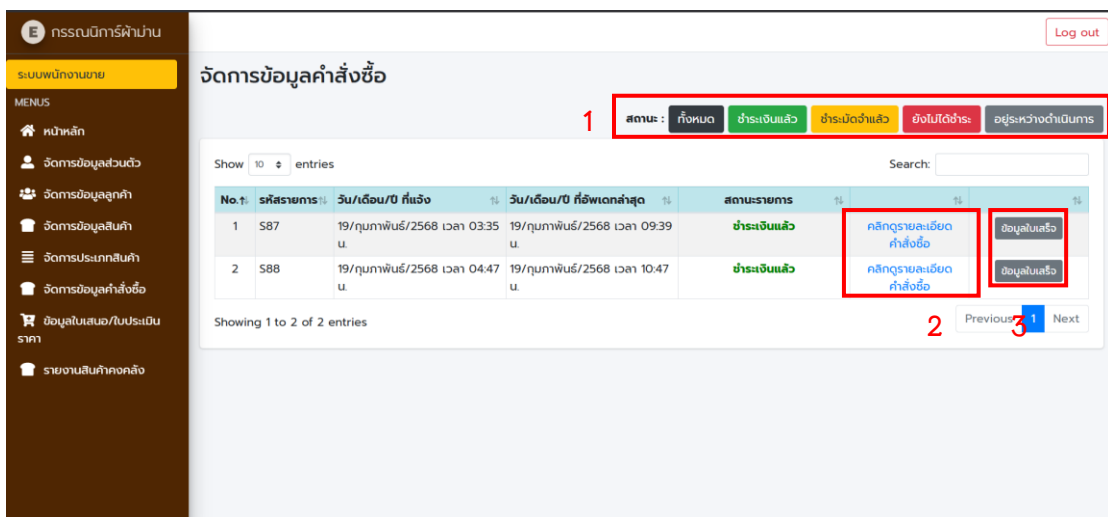 E กรรณนิการ์ผ้าม่าน
Log out
ระบบพนักงานขาย
MENUS
หน้าหลัก
จัดการข้อมูลส่วนตัว
จัดการข้อมูลลูกค้า
จัดการข้อมูลสินค้า
จัดการประเภทสินค้า
จัดการข้อมูลคำสั่งซื้อ
ข้อมูลใบเสนอ/ใบประเมิน
ราคา
รายงานสินค้าคงคลัง
จัดการข้อมูลคำสั่งซื้อ
1 สถานะ : ทั้งหมด ชำระเงินแล้ว ชำระมัดจำแล้ว ยังไม่ได้ชำระ อยู่ระหว่างดำเนินการ
Show 10 entries Search:
No. รหัสรายการ วัน/เดือน/ปี ที่แจ้ง วัน/เดือน/ปี ที่อัพเดทล่าสุด สถานะรายการ
1 S87 19/กุมภาพันธ์/2568 เวลา 03:35 19/กุมภาพันธ์/2568 เวลา 09:39 ชำระเงินแล้ว คลิกดูรายละเอียด ข้อมูลใบเสร็จ
น. น. คำสั่งซื้อ
2 S88 19/กุมภาพันธ์/2568 เวลา 04:47 19/กุมภาพันธ์/2568 เวลา 10:47 ชำระเงินแล้ว คลิกดูรายละเอียด ข้อมูลใบเสร็จ
น. น. คำสั่งซื้อ
Showing 1 to 2 of 2 entries Previous 1 Next
2 3